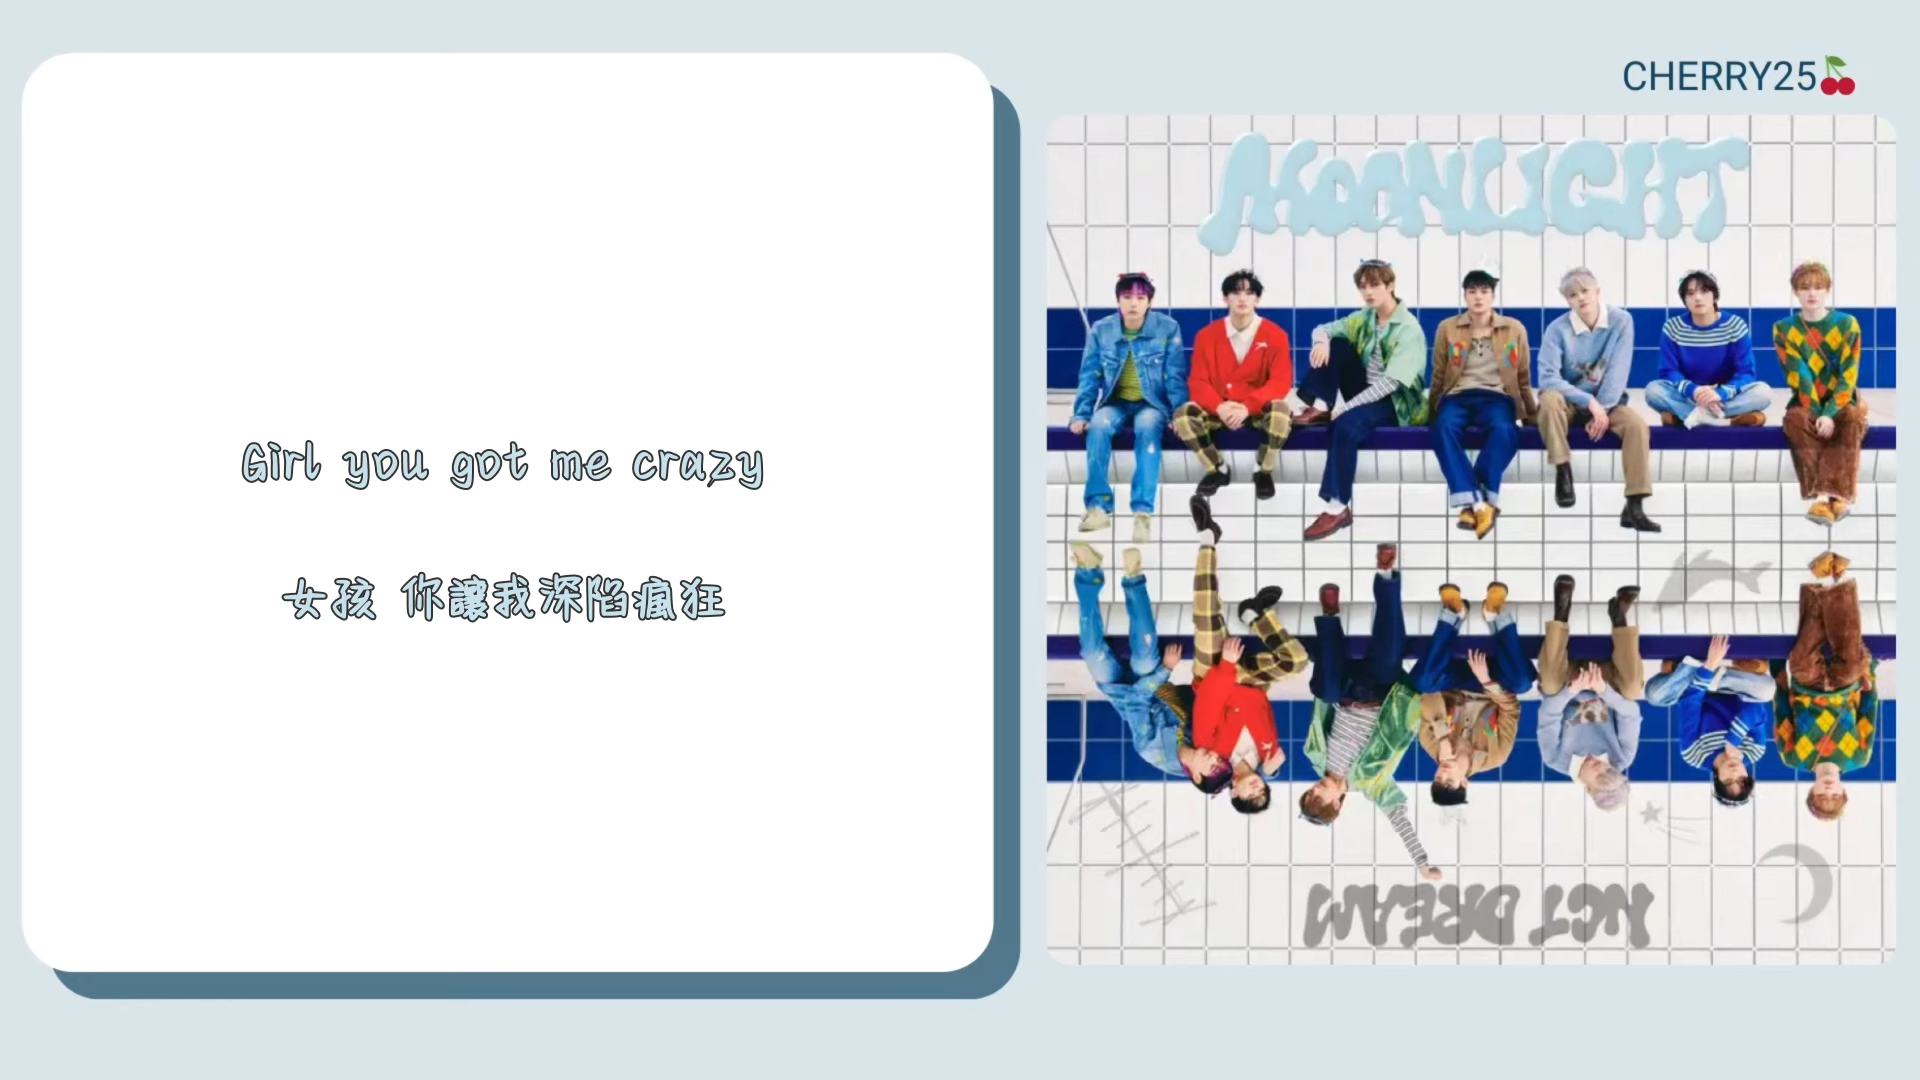 CHERRY25
MOONLIGHT
Girl you got me crazy
女孩 你讓我深陷瘋狂
NCT DREAM